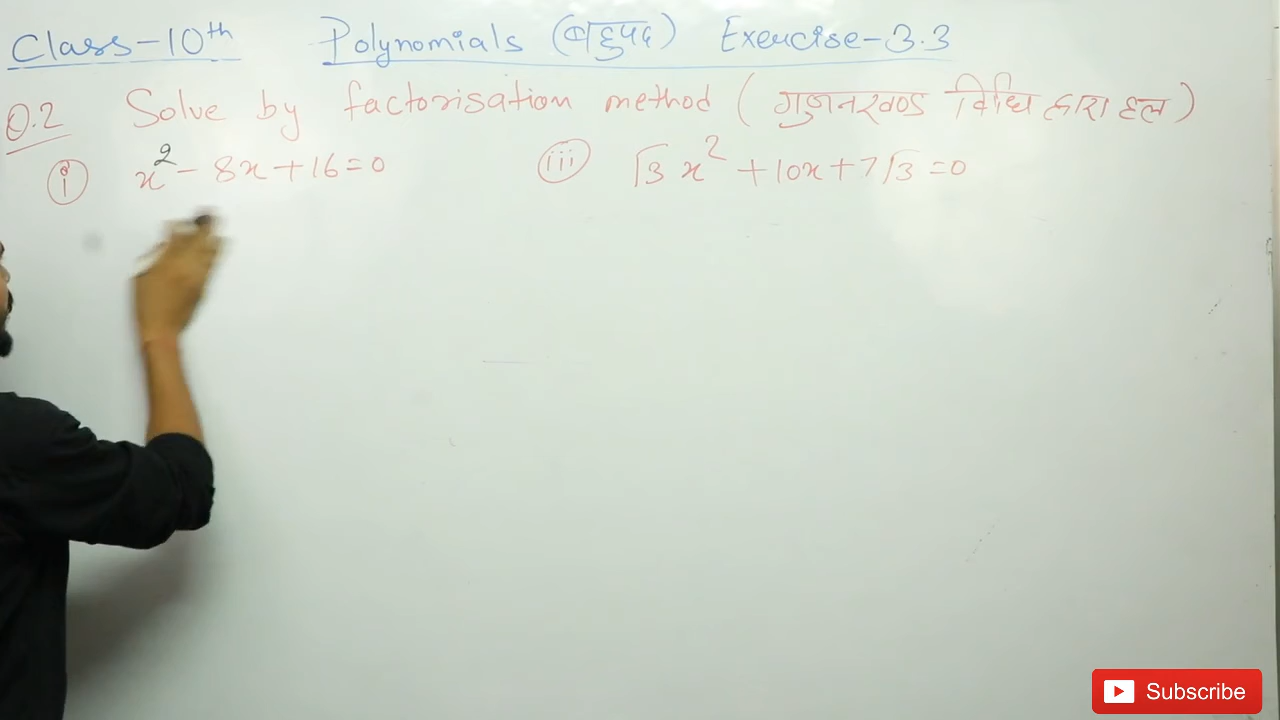 Class-10th Polynomials (बहुपद) Exercise-3.3
Q.2 Solve by factorisation method (गुणनखण्ड विधि द्वारा हल)
(i) x² - 8x + 16 = 0 (iii) √3 x² + 10x + 7√3 = 0
Subscribe